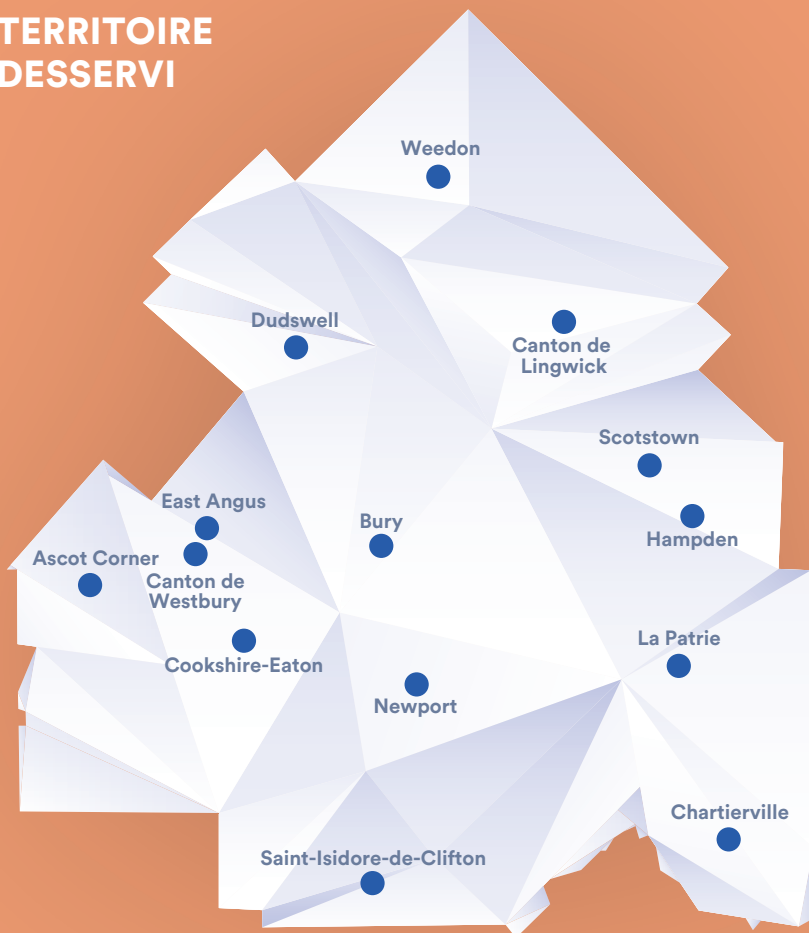 TERRITOIRE
DESSERVI
Weedon
Dudswell
Canton de
Lingwick
Scotstown
East Angus
Bury
Hampden
Ascot Corner
Canton de
Westbury
La Patrie
Cookshire-Eaton
Newport
Chartierville
Saint-Isidore-de-Clifton